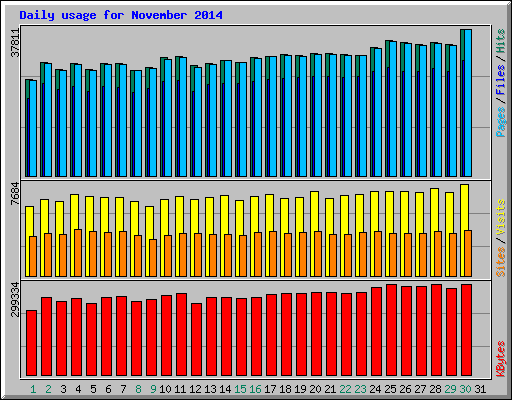 Daily usage for November 2014
37811
Pages / Files / Hits
7684
Sites / Visits
299334
KBytes
1 2 3 4 5 6 7 8 9 10 11 12 13 14 15 16 17 18 19 20 21 22 23 24 25 26 27 28 29 30 31